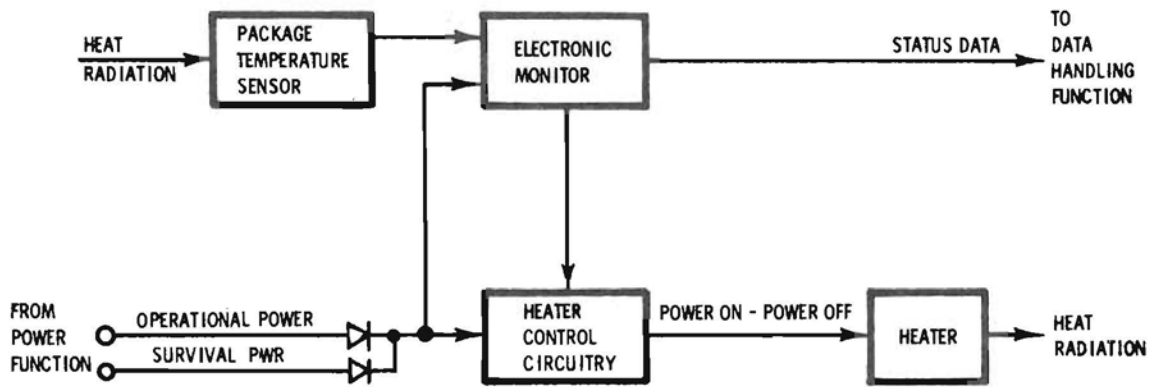 HEAT
RADIATION
PACKAGE
TEMPERATURE
SENSOR
ELECTRONIC
MONITOR
STATUS DATA
TO
DATA
HANDLING
FUNCTION
FROM
POWER
FUNCTION
OPERATIONAL POWER
SURVIVAL PWR
HEATER
CONTROL
CIRCUITRY
POWER ON - POWER OFF
HEATER
HEAT
RADIATION